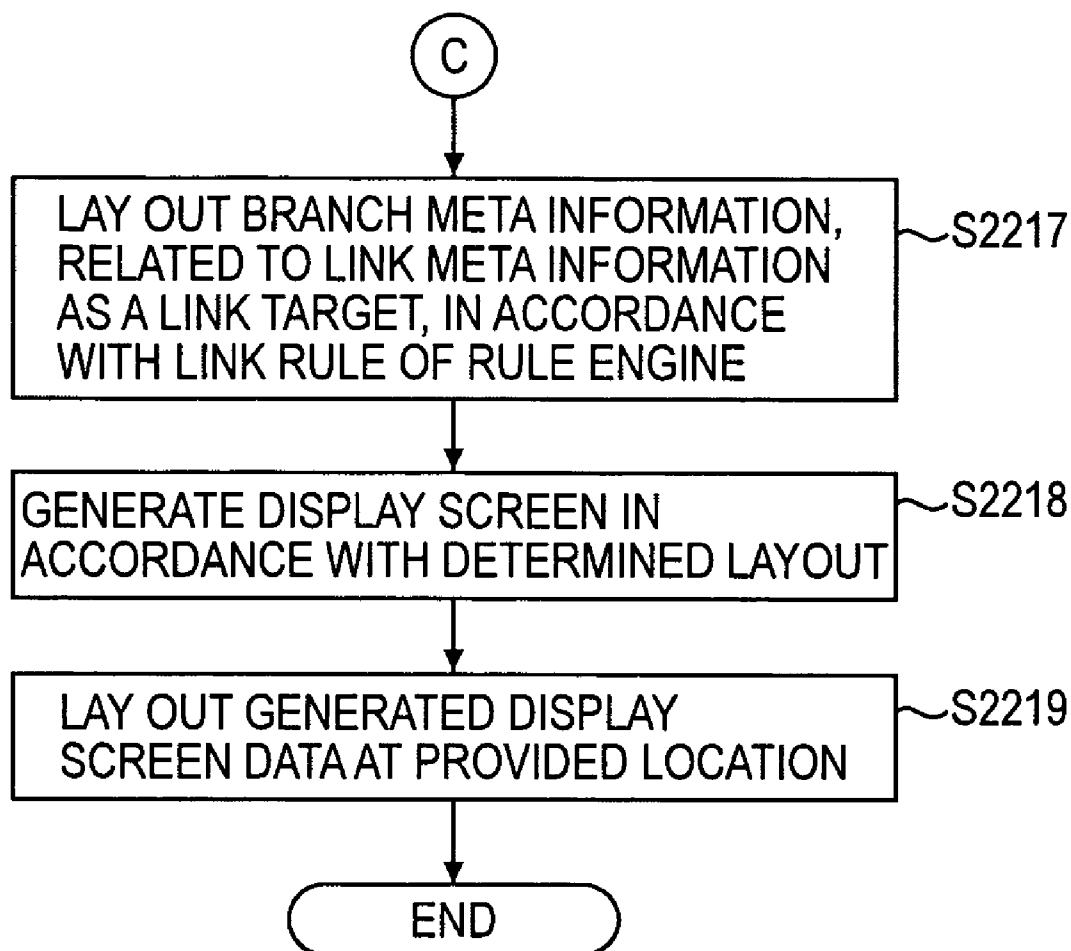 C
LAY OUT BRANCH META INFORMATION,
RELATED TO LINK META INFORMATION
AS A LINK TARGET, IN ACCORDANCE
WITH LINK RULE OF RULE ENGINE
S2217
GENERATE DISPLAY SCREEN IN
ACCORDANCE WITH DETERMINED LAYOUT
S2218
LAY OUT GENERATED DISPLAY
SCREEN DATA AT PROVIDED LOCATION
S2219
END